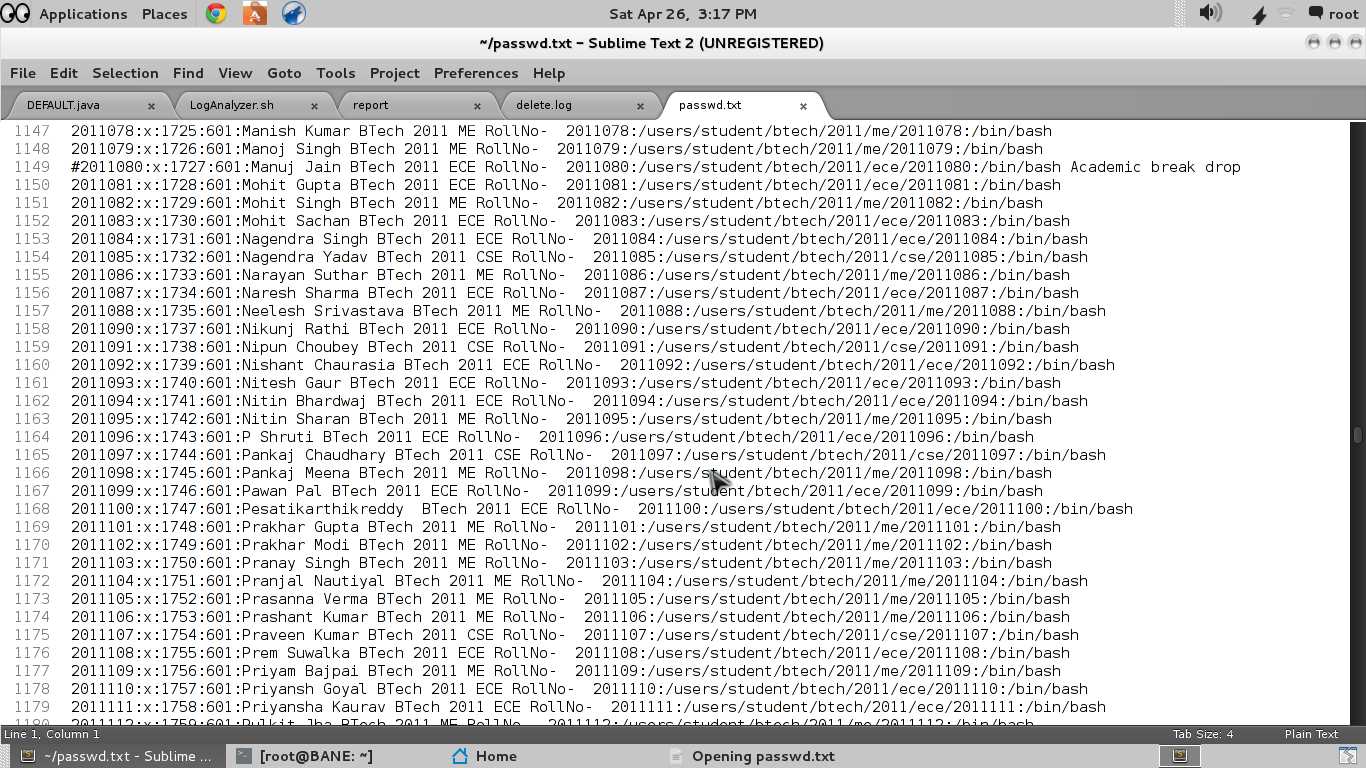 Applications Places Sat Apr 26, 3:17 PM root
~/passwd.txt - Sublime Text 2 (UNREGISTERED)
File Edit Selection Find View Goto Tools Project Preferences Help
DEFAULT.java × LogAnalyzer.sh × report × delete.log × passwd.txt ×
1147 2011078:x:1725:601:Manish Kumar BTech 2011 ME RollNo-  2011078:/users/student/btech/2011/me/2011078:/bin/bash
1148 2011079:x:1726:601:Manoj Singh BTech 2011 ME RollNo-  2011079:/users/student/btech/2011/me/2011079:/bin/bash
1149 #2011080:x:1727:601:Manuj Jain BTech 2011 ECE RollNo-  2011080:/users/student/btech/2011/ece/2011080:/bin/bash Academic break drop
1150 2011081:x:1728:601:Mohit Gupta BTech 2011 ECE RollNo-  2011081:/users/student/btech/2011/ece/2011081:/bin/bash
1151 2011082:x:1729:601:Mohit Singh BTech 2011 ME RollNo-  2011082:/users/student/btech/2011/me/2011082:/bin/bash
1152 2011083:x:1730:601:Mohit Sachan BTech 2011 ECE RollNo-  2011083:/users/student/btech/2011/ece/2011083:/bin/bash
1153 2011084:x:1731:601:Nagendra Singh BTech 2011 ECE RollNo-  2011084:/users/student/btech/2011/ece/2011084:/bin/bash
1154 2011085:x:1732:601:Nagendra Yadav BTech 2011 CSE RollNo-  2011085:/users/student/btech/2011/cse/2011085:/bin/bash
1155 2011086:x:1733:601:Narayan Suthar BTech 2011 ME RollNo-  2011086:/users/student/btech/2011/me/2011086:/bin/bash
1156 2011087:x:1734:601:Naresh Sharma BTech 2011 ECE RollNo-  2011087:/users/student/btech/2011/ece/2011087:/bin/bash
1157 2011088:x:1735:601:Neelesh Srivastava BTech 2011 ME RollNo-  2011088:/users/student/btech/2011/me/2011088:/bin/bash
1158 2011090:x:1737:601:Nikunj Rathi BTech 2011 ECE RollNo-  2011090:/users/student/btech/2011/ece/2011090:/bin/bash
1159 2011091:x:1738:601:Nipun Choubey BTech 2011 CSE RollNo-  2011091:/users/student/btech/2011/cse/2011091:/bin/bash
1160 2011092:x:1739:601:Nishant Chaurasia BTech 2011 ECE RollNo-  2011092:/users/student/btech/2011/ece/2011092:/bin/bash
1161 2011093:x:1740:601:Nitesh Gaur BTech 2011 ECE RollNo-  2011093:/users/student/btech/2011/ece/2011093:/bin/bash
1162 2011094:x:1741:601:Nitin Bhardwaj BTech 2011 ECE RollNo-  2011094:/users/student/btech/2011/ece/2011094:/bin/bash
1163 2011095:x:1742:601:Nitin Sharan BTech 2011 ME RollNo-  2011095:/users/student/btech/2011/me/2011095:/bin/bash
1164 2011096:x:1743:601:P Shruti BTech 2011 ECE RollNo-  2011096:/users/student/btech/2011/ece/2011096:/bin/bash
1165 2011097:x:1744:601:Pankaj Chaudhary BTech 2011 CSE RollNo-  2011097:/users/student/btech/2011/cse/2011097:/bin/bash
1166 2011098:x:1745:601:Pankaj Meena BTech 2011 ME RollNo-  2011098:/users/student/btech/2011/me/2011098:/bin/bash
1167 2011099:x:1746:601:Pawan Pal BTech 2011 ECE RollNo-  2011099:/users/student/btech/2011/ece/2011099:/bin/bash
1168 2011100:x:1747:601:Pesatikarthikreddy  BTech 2011 ECE RollNo-  2011100:/users/student/btech/2011/ece/2011100:/bin/bash
1169 2011101:x:1748:601:Prakhar Gupta BTech 2011 ME RollNo-  2011101:/users/student/btech/2011/me/2011101:/bin/bash
1170 2011102:x:1749:601:Prakhar Modi BTech 2011 ME RollNo-  2011102:/users/student/btech/2011/me/2011102:/bin/bash
1171 2011103:x:1750:601:Pranay Singh BTech 2011 ME RollNo-  2011103:/users/student/btech/2011/me/2011103:/bin/bash
1172 2011104:x:1751:601:Pranjal Nautiyal BTech 2011 ME RollNo-  2011104:/users/student/btech/2011/me/2011104:/bin/bash
1173 2011105:x:1752:601:Prasanna Verma BTech 2011 ME RollNo-  2011105:/users/student/btech/2011/me/2011105:/bin/bash
1174 2011106:x:1753:601:Prashant Kumar BTech 2011 ME RollNo-  2011106:/users/student/btech/2011/me/2011106:/bin/bash
1175 2011107:x:1754:601:Praveen Kumar BTech 2011 CSE RollNo-  2011107:/users/student/btech/2011/cse/2011107:/bin/bash
1176 2011108:x:1755:601:Prem Suwalka BTech 2011 ECE RollNo-  2011108:/users/student/btech/2011/ece/2011108:/bin/bash
1177 2011109:x:1756:601:Priyam Bajpai BTech 2011 ME RollNo-  2011109:/users/student/btech/2011/me/2011109:/bin/bash
1178 2011110:x:1757:601:Priyansh Goyal BTech 2011 ECE RollNo-  2011110:/users/student/btech/2011/ece/2011110:/bin/bash
1179 2011111:x:1758:601:Priyansha Kaurav BTech 2011 ECE RollNo-  2011111:/users/student/btech/2011/ece/2011111:/bin/bash
1180 2011112:x:1759:601:Pulkit Jha BTech 2011 ME RollNo-  2011112:/users/student/btech/2011/me/2011112:/bin/bash
Line 1, Column 1 Tab Size: 4 Plain Text
~/passwd.txt - Sublime ... [root@BANE: ~] Home Opening passwd.txt